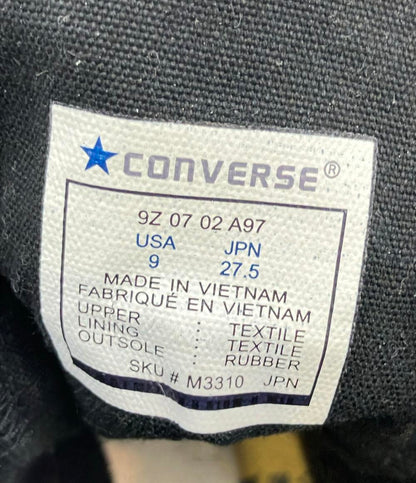 CONVERSE®
9Z 07 02 A97
USA JPN
9 27.5
MADE IN VIETNAM
FABRIQUÉ EN VIETNAM
UPPER : TEXTILE
LINING : TEXTILE
OUTSOLE : RUBBER
SKU # M3310 JPN